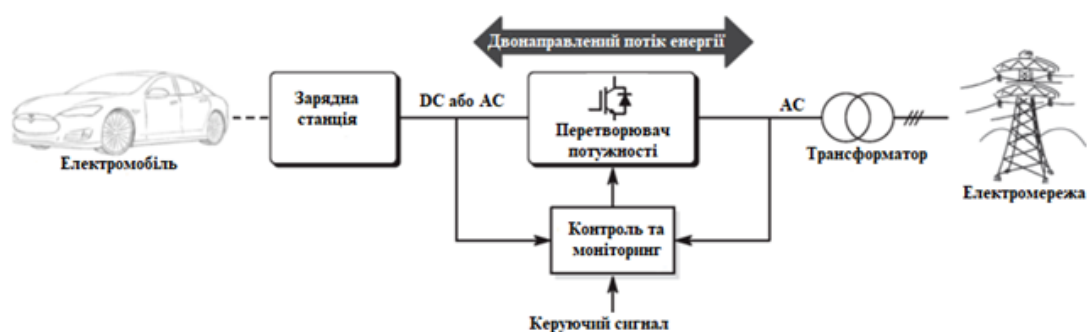 Двонаправлений потік енергії
Зарядна
станція
DC або AC
Перетворювач
потужності
AC
Трансформатор
Електромобіль
Електромережа
Контроль та
моніторинг
Керуючий сигнал